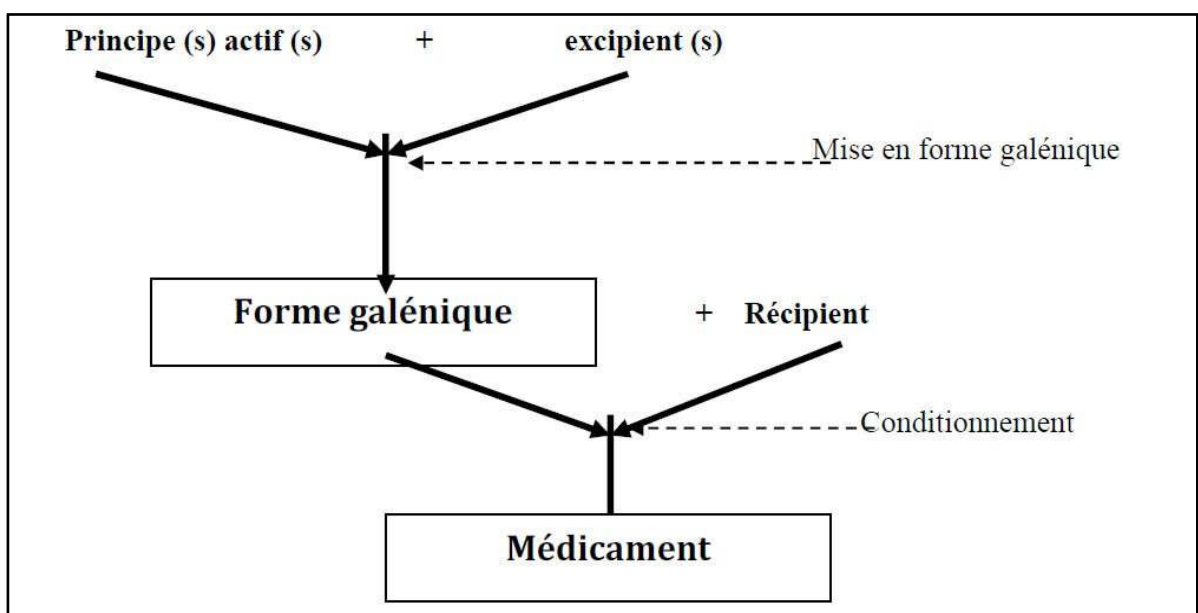 Principe (s) actif (s) + excipient (s)
Mise en forme galénique
Forme galénique + Récipient
Conditionnement
Médicament